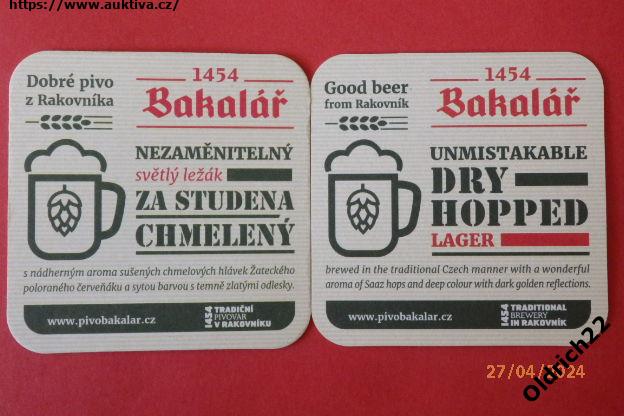 https://www.auktiva.cz/
Dobré pivo
z Rakovníka
1454
Bakalář
NEZAMĚNITELNÝ
světlý ležák
ZA STUDENA
CHMELENÝ
s nádherným aroma sušených chmelových hlávek Žateckého
poloraného červeňáku a sytou barvou s temně zlatými odlesky.
www.pivobakalar.cz
1454 TRADIČNÍ
PIVOVAR
V RAKOVNÍKU
Good beer
from Rakovník
1454
Bakalář
UNMISTAKABLE
DRY
HOPPED
LAGER
brewed in the traditional Czech manner with a wonderful
aroma of Saaz hops and deep colour with dark golden reflections.
www.pivobakalar.cz
1454 TRADITIONAL
BREWERY
IN RAKOVNÍK
27/04/2024
Oldrich22